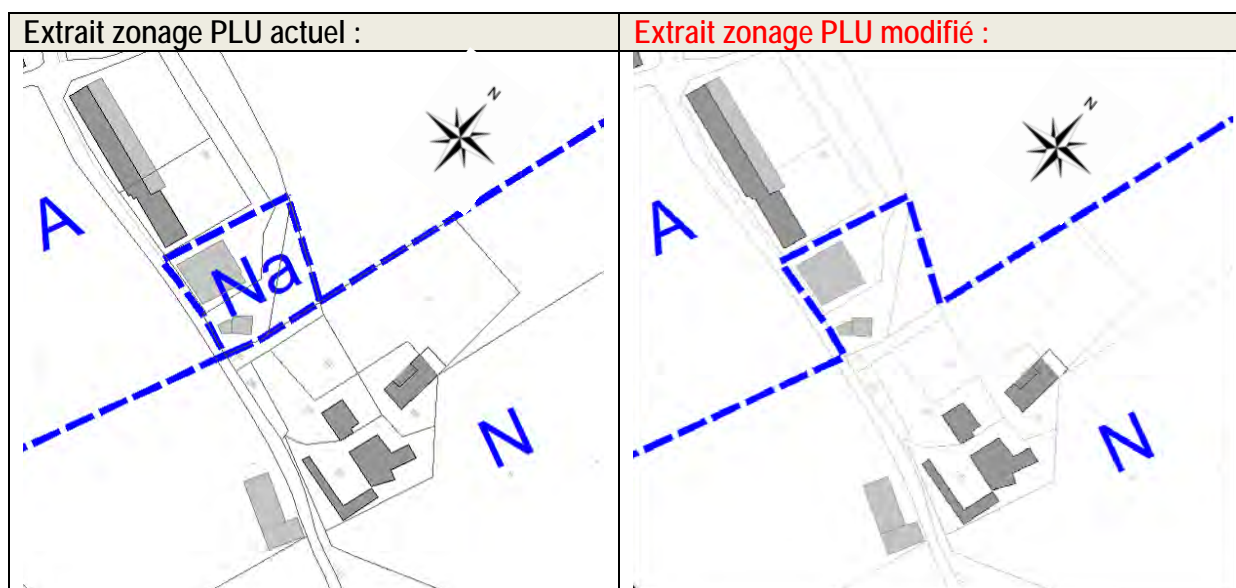 Extrait zonage PLU actuel :
Extrait zonage PLU modifié :
N
A
Na
N
N
A
N